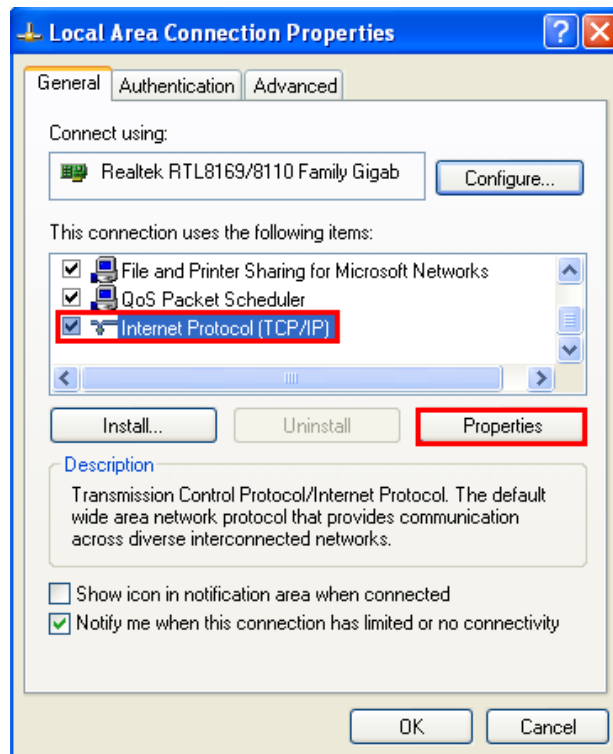 Local Area Connection Properties
General Authentication Advanced
Connect using:
Realtek RTL8169/8110 Family Gigab Configure...
This connection uses the following items:
File and Printer Sharing for Microsoft Networks
QoS Packet Scheduler
Internet Protocol (TCP/IP)
Install... Uninstall Properties
Description
Transmission Control Protocol/Internet Protocol. The default
wide area network protocol that provides communication
across diverse interconnected networks.
Show icon in notification area when connected
Notify me when this connection has limited or no connectivity
OK Cancel